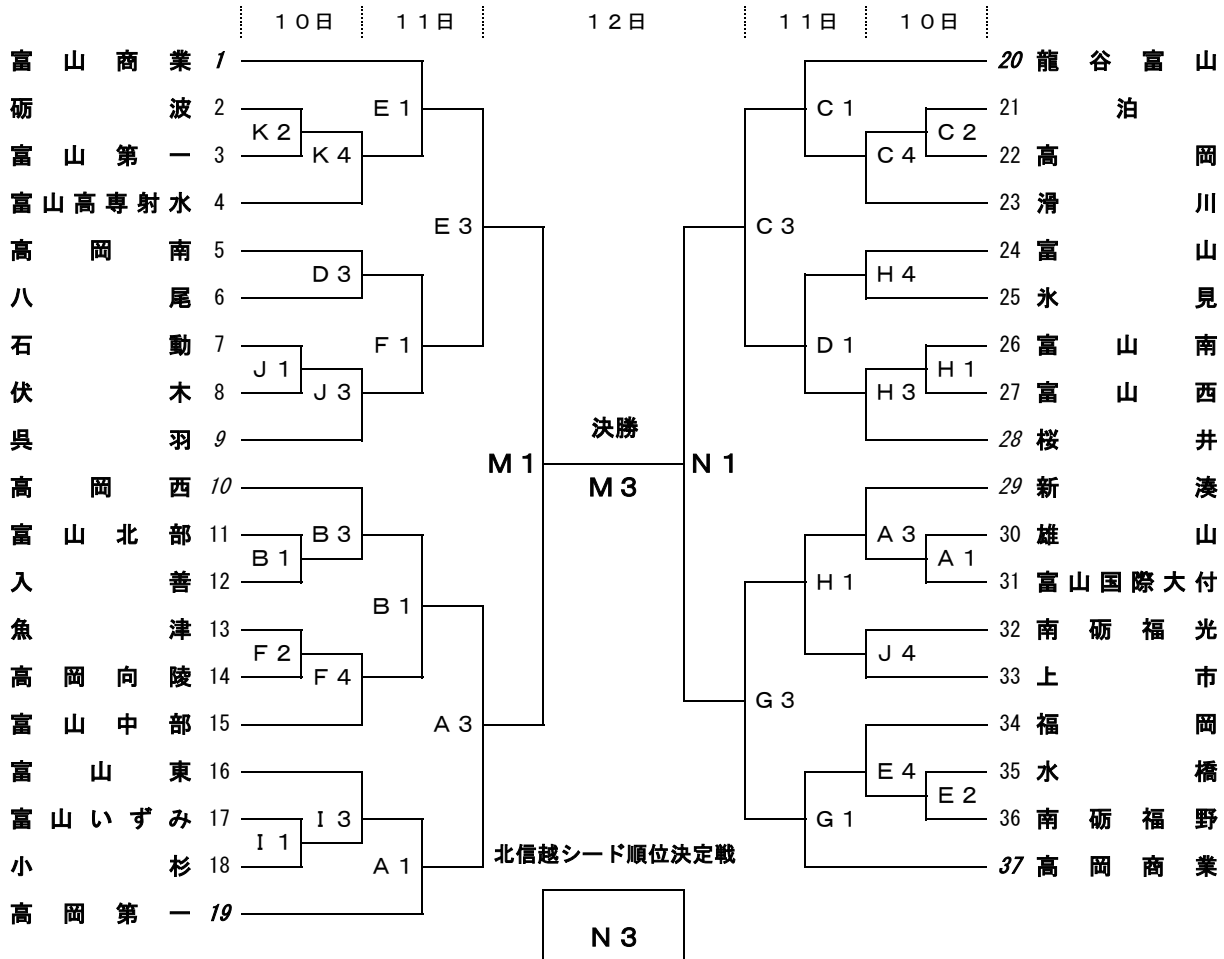 10日 11日 12日 11日 10日
富山商業 1 20 龍谷富山
砺波 2 E1 C1 21 泊
K2 C2
富山第一 3 K4 C4 22 高岡
富山高専射水 4 23 滑川
E3 C3
高岡南 5 24 富山
D3 H4
八尾 6 25 氷見
石動 7 F1 D1 26 富山南
J1 H1
伏木 8 J3 H3 27 富山西
決勝
呉羽 9 28 桜井
M1 N1
高岡西 10 M3 29 新湊
富山北部 11 B3 A3 30 雄山
B1 A1
入善 12 31 富山国際大付
B1 H1
魚津 13 32 南砺福光
F2 J4
高岡向陵 14 F4 33 上市
G3
富山中部 15 A3 34 福岡
富山東 16 E4 35 水橋
E2
富山いずみ 17 I3 G1 36 南砺福野
I1
北信越シード順位決定戦
小杉 18 A1 37 高岡商業
高岡第一 19
N3